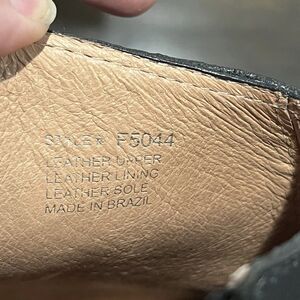 STYLE# F5044
LEATHER UPPER
LEATHER LINING
LEATHER SOLE
MADE IN BRAZIL